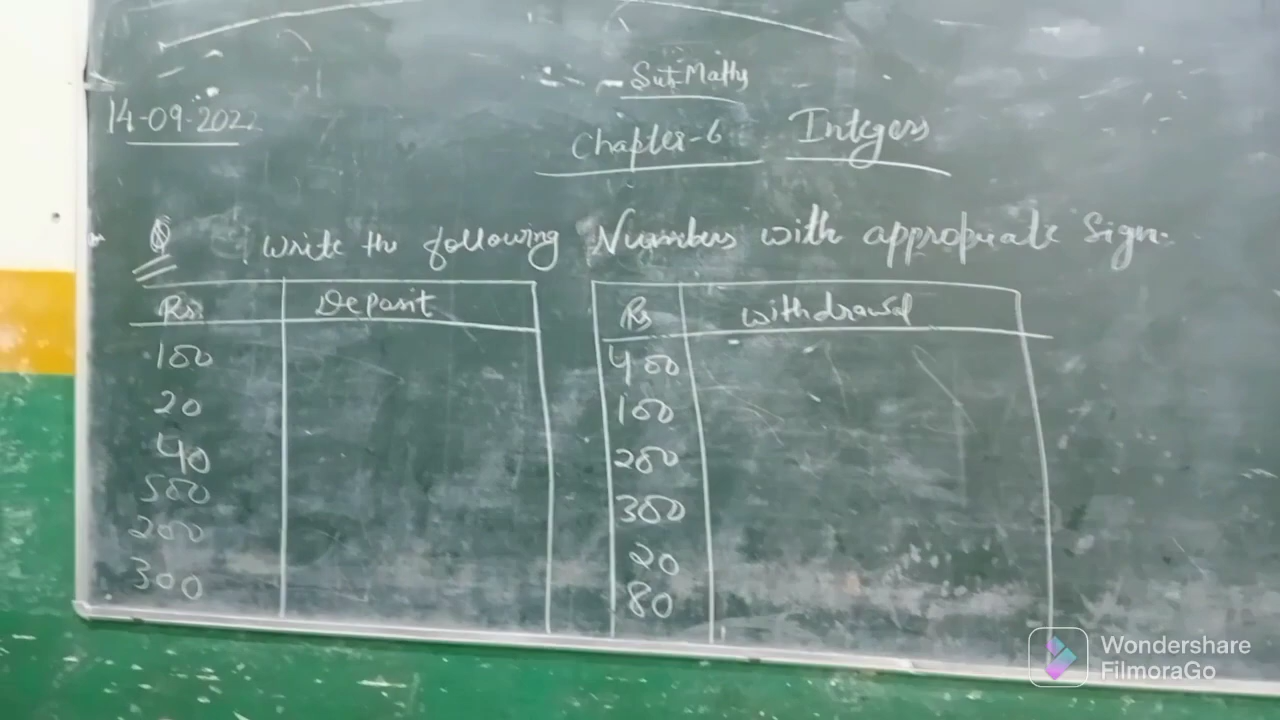 Sub Maths
14-09-2022
Chapter-6 Integers
Q Write the following Numbers with appropriate Sign.
Rs. Deposit
100
20
40
500
200
300
Rs withdrawal
400
100
200
300
20
80
Wondershare
FilmoraGo